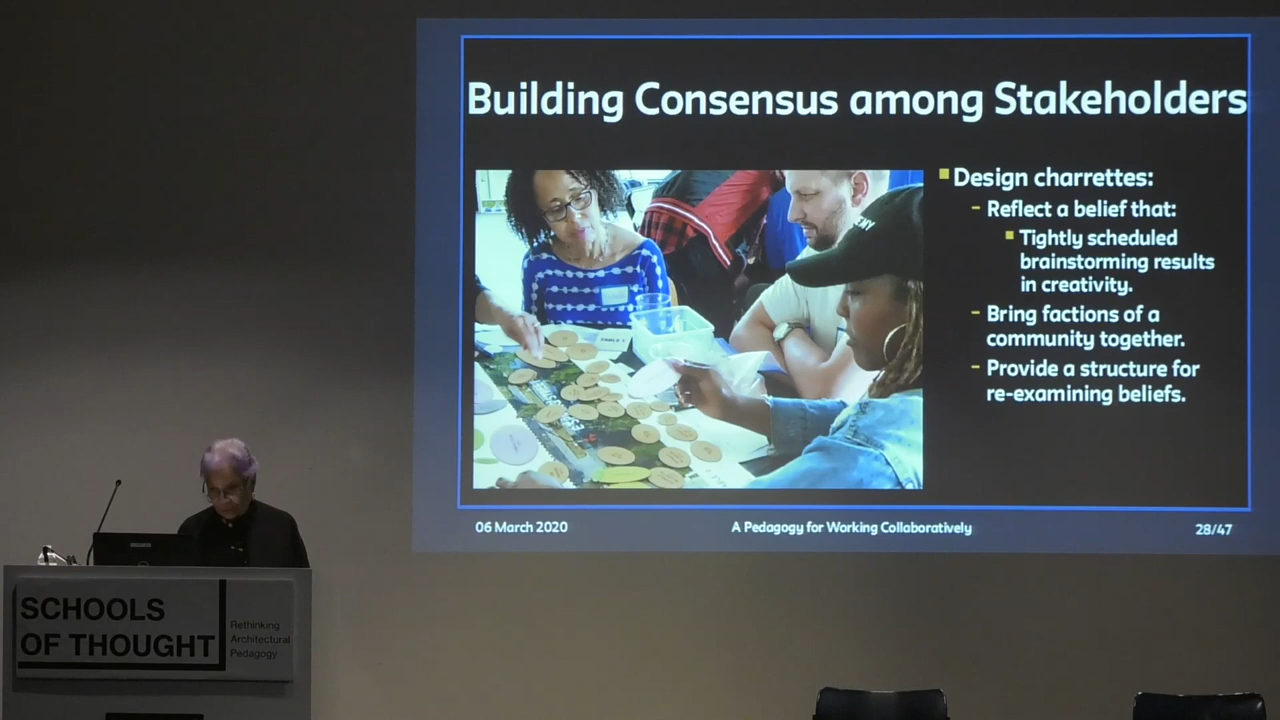 Building Consensus among Stakeholders
Design charrettes:
– Reflect a belief that:
Tightly scheduled
brainstorming results
in creativity.
– Bring factions of a
community together.
– Provide a structure for
re-examining beliefs.
06 March 2020
A Pedagogy for Working Collaboratively
28/47
SCHOOLS
OF THOUGHT
Rethinking
Architectural
Pedagogy